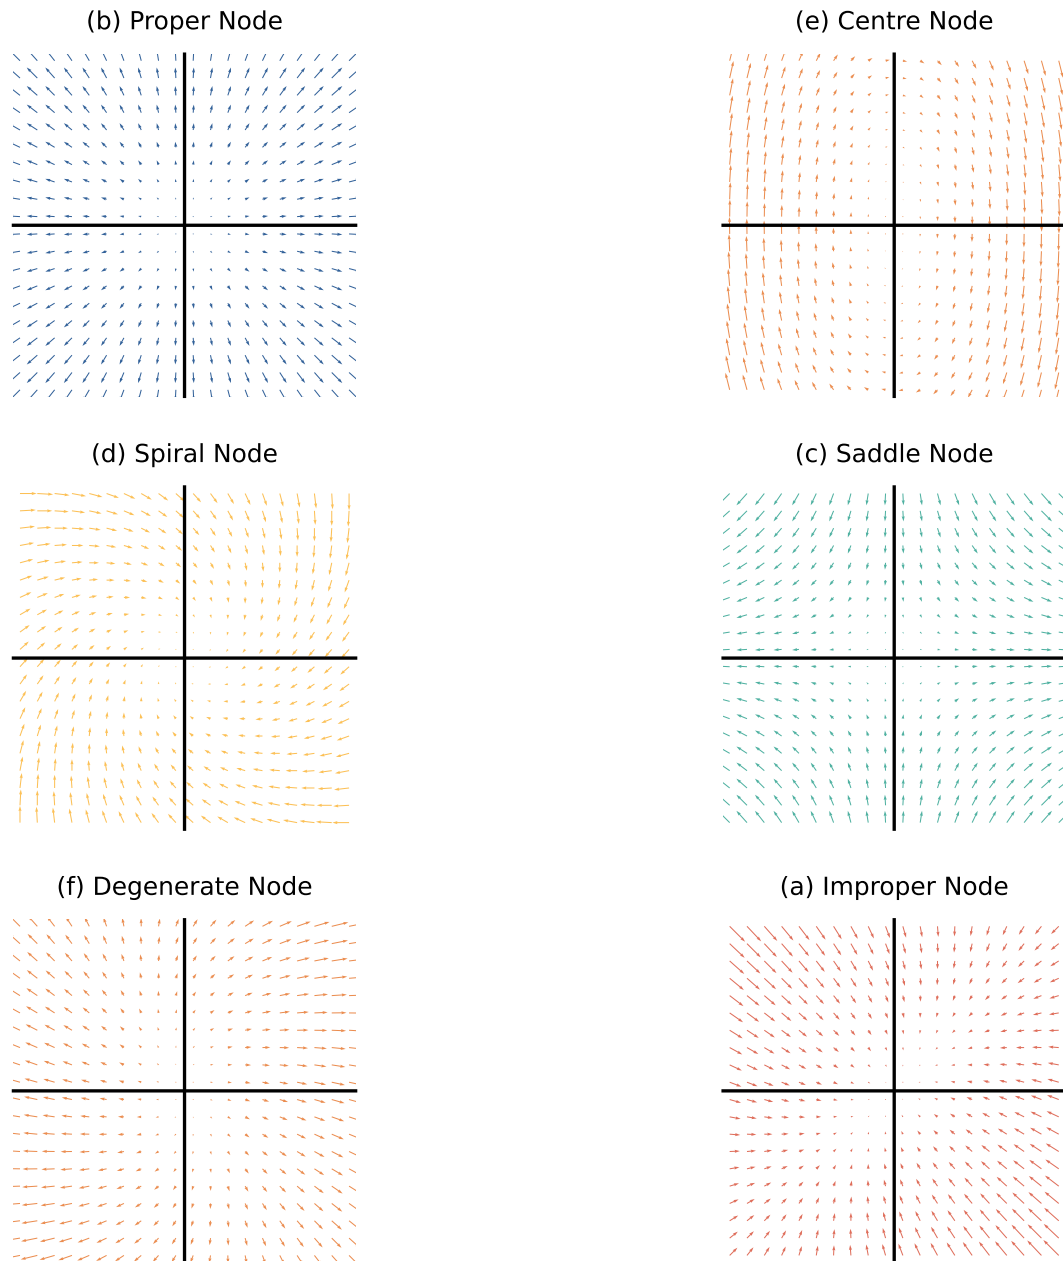 (b) Proper Node
(e) Centre Node
(d) Spiral Node
(c) Saddle Node
(f) Degenerate Node
(a) Improper Node